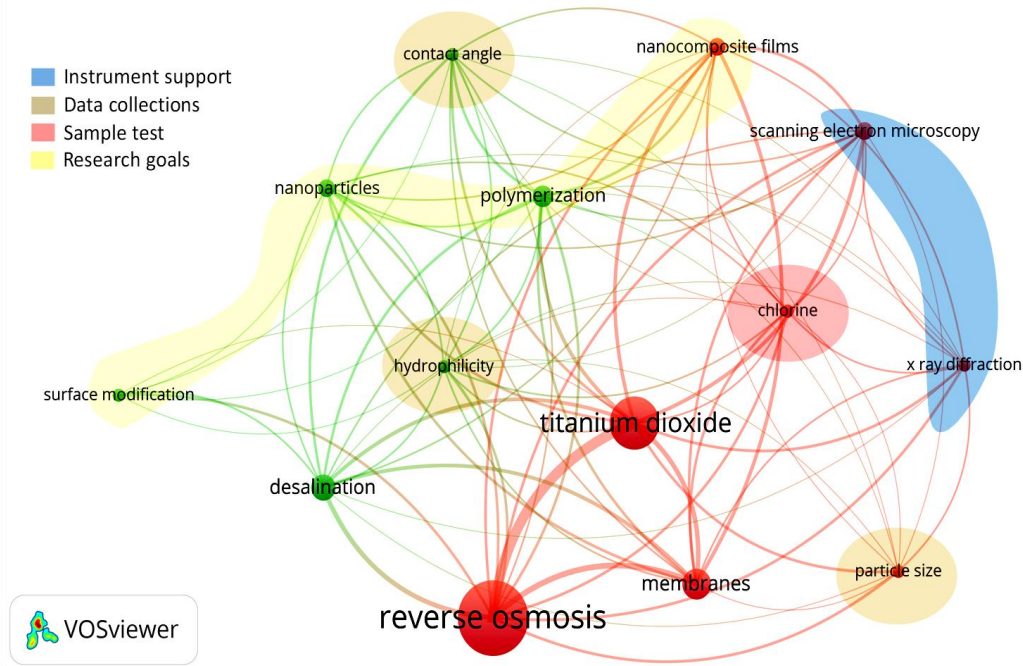 contact angle
nanocomposite films
Instrument support
Data collections
Sample test
Research goals
scanning electron microscopy
nanoparticles
polymerization
chlorine
hydrophilicity
x ray diffraction
surface modification
titanium dioxide
desalination
particle size
membranes
reverse osmosis
VOSviewer